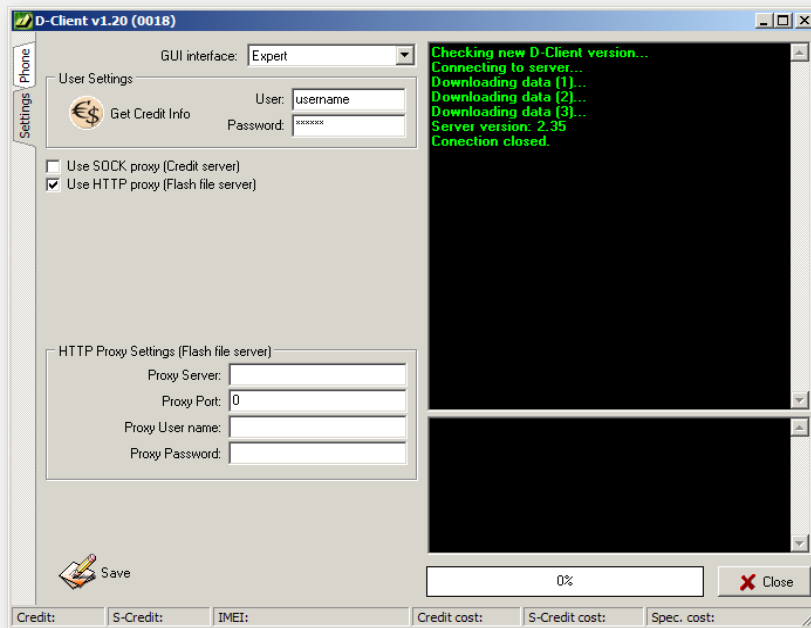 D-Client v1.20 (0018)
Phone
Settings
GUI interface: Expert
User Settings
Get Credit Info
User: username
Password: ******
Use SOCK proxy (Credit server)
Use HTTP proxy (Flash file server)
HTTP Proxy Settings (Flash file server)
Proxy Server:
Proxy Port: 0
Proxy User name:
Proxy Password:
Save
Checking new D-Client version...
Connecting to server...
Downloading data (1)...
Downloading data (2)...
Downloading data (3)...
Server version: 2.35
Conection closed.
0%
Close
Credit: S-Credit: IMEI: Credit cost: S-Credit cost: Spec. cost: